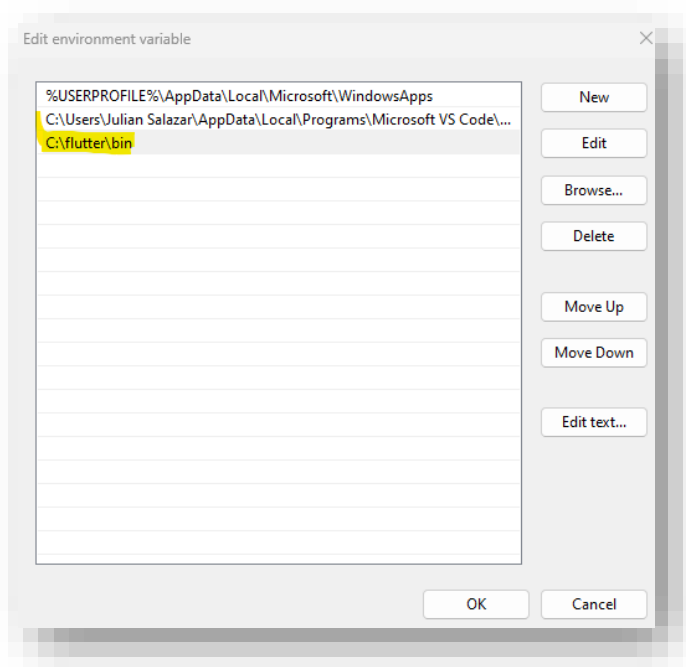 Edit environment variable
%USERPROFILE%\AppData\Local\Microsoft\WindowsApps
C:\Users\Julian Salazar\AppData\Local\Programs\Microsoft VS Code\...
C:\flutter\bin
New
Edit
Browse...
Delete
Move Up
Move Down
Edit text...
OK
Cancel